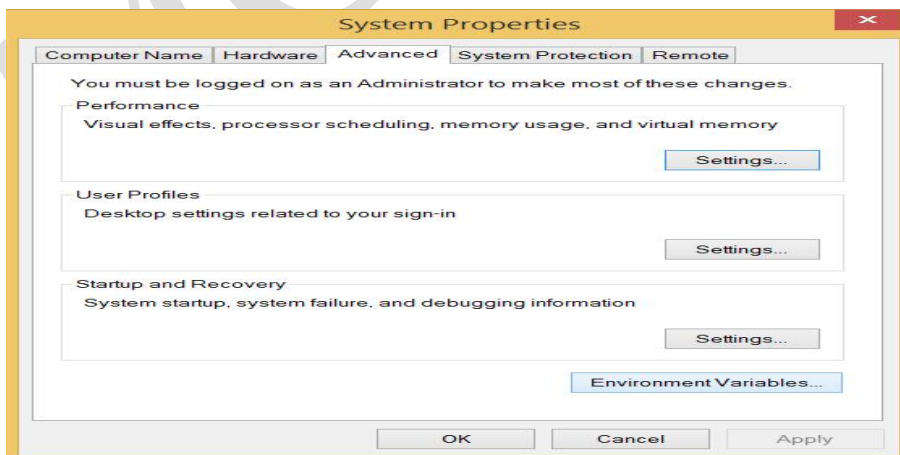 System Properties
Computer Name Hardware Advanced System Protection Remote
You must be logged on as an Administrator to make most of these changes.
Performance
Visual effects, processor scheduling, memory usage, and virtual memory
Settings...
User Profiles
Desktop settings related to your sign-in
Settings...
Startup and Recovery
System startup, system failure, and debugging information
Settings...
Environment Variables...
OK Cancel Apply